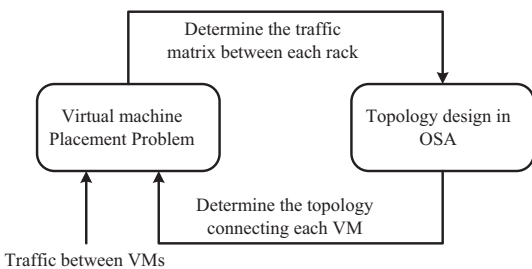 Determine the traffic
matrix between each rack
Virtual machine
Placement Problem
Topology design in
OSA
Determine the topology
connecting each VM
Traffic between VMs